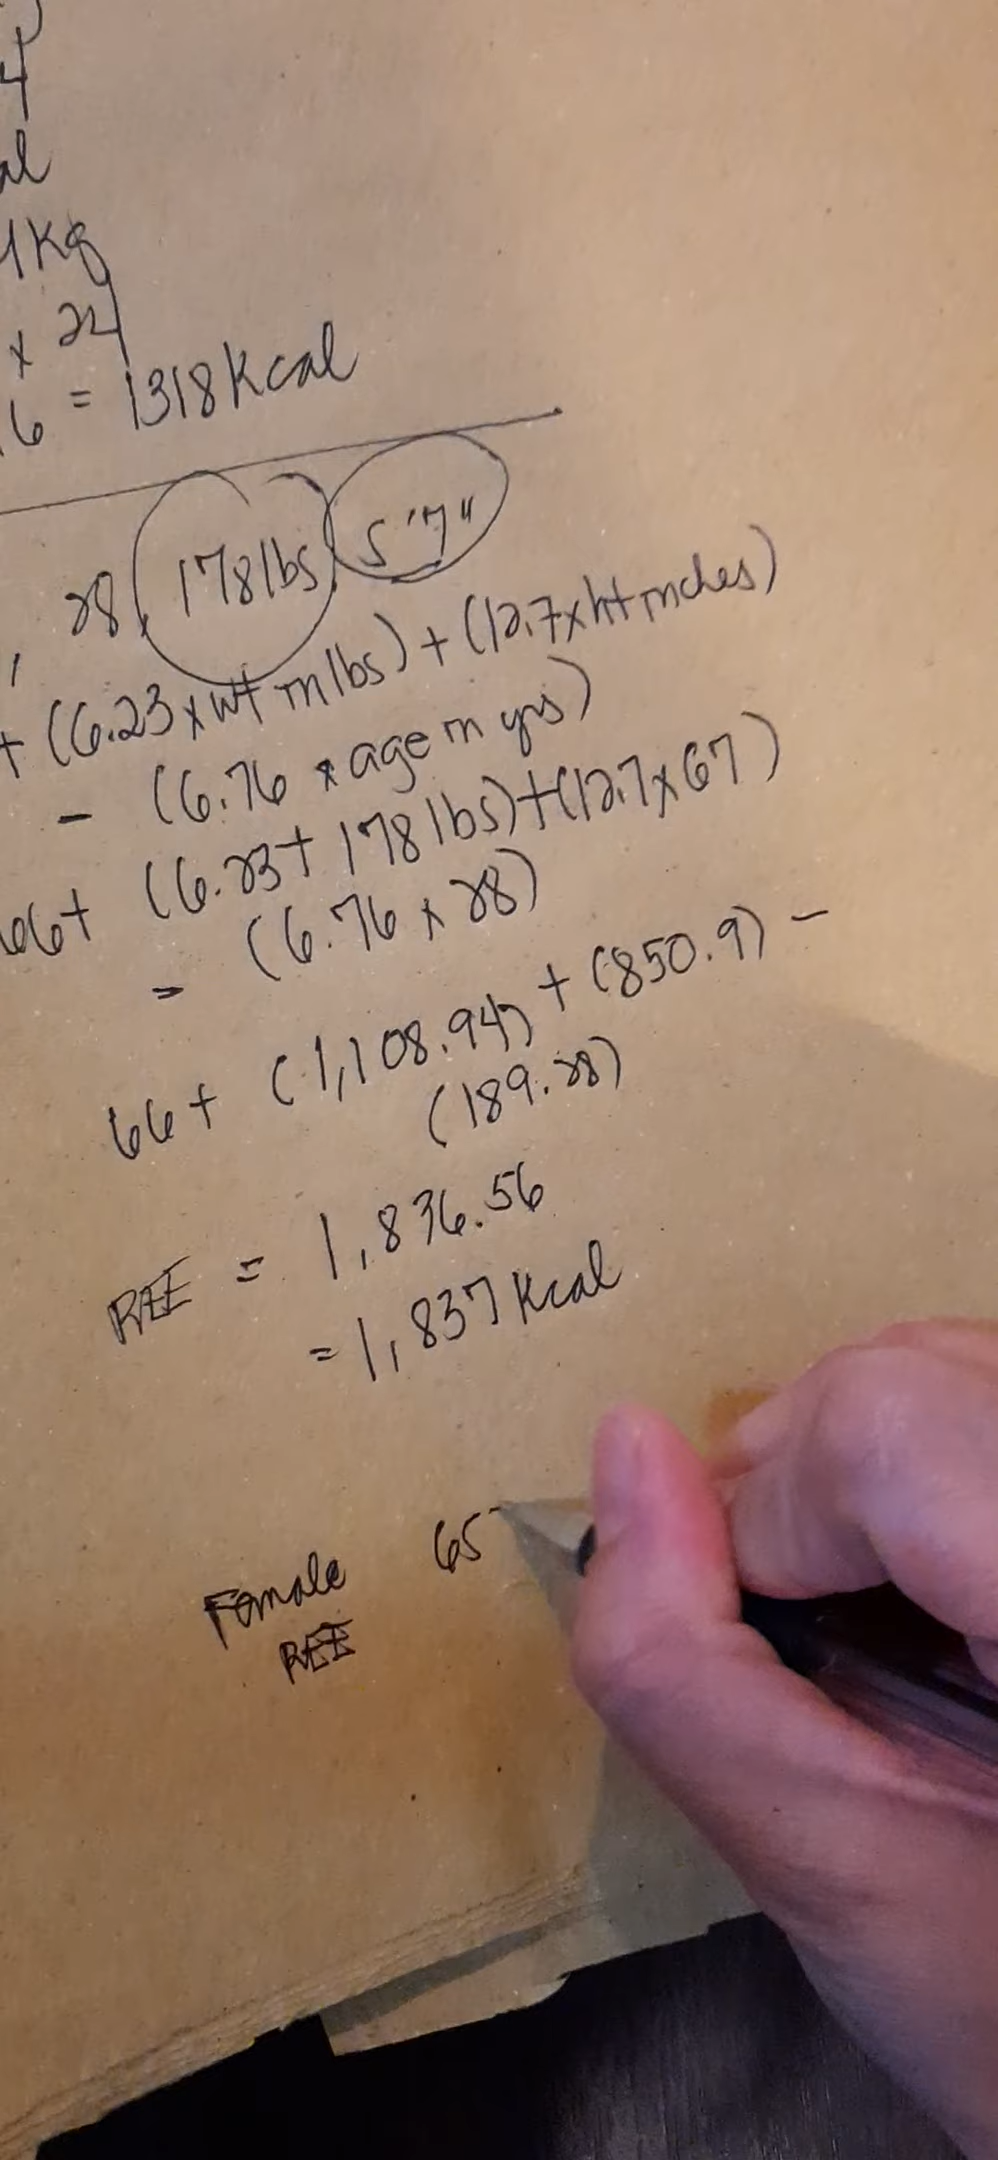 4
al
4kg
x 24
.6 = 1318 Kcal
, 28, 178 lbs, 5'7"
+ (6.23 x wt in lbs) + (12.7 x ht inches)
- (6.76 x age in yrs)
66+ (6.23 + 178 lbs) + (12.7 x 67)
- (6.76 x 28)
66 + (1,108.94) + (850.9) -
(189.28)
REE = 1,836.56
= 1,837 Kcal
Female 65
REE